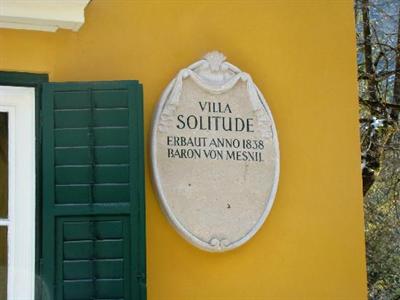 VILLA
SOLITUDE
ERBAUT ANNO 1838
BARON VON MESNIL